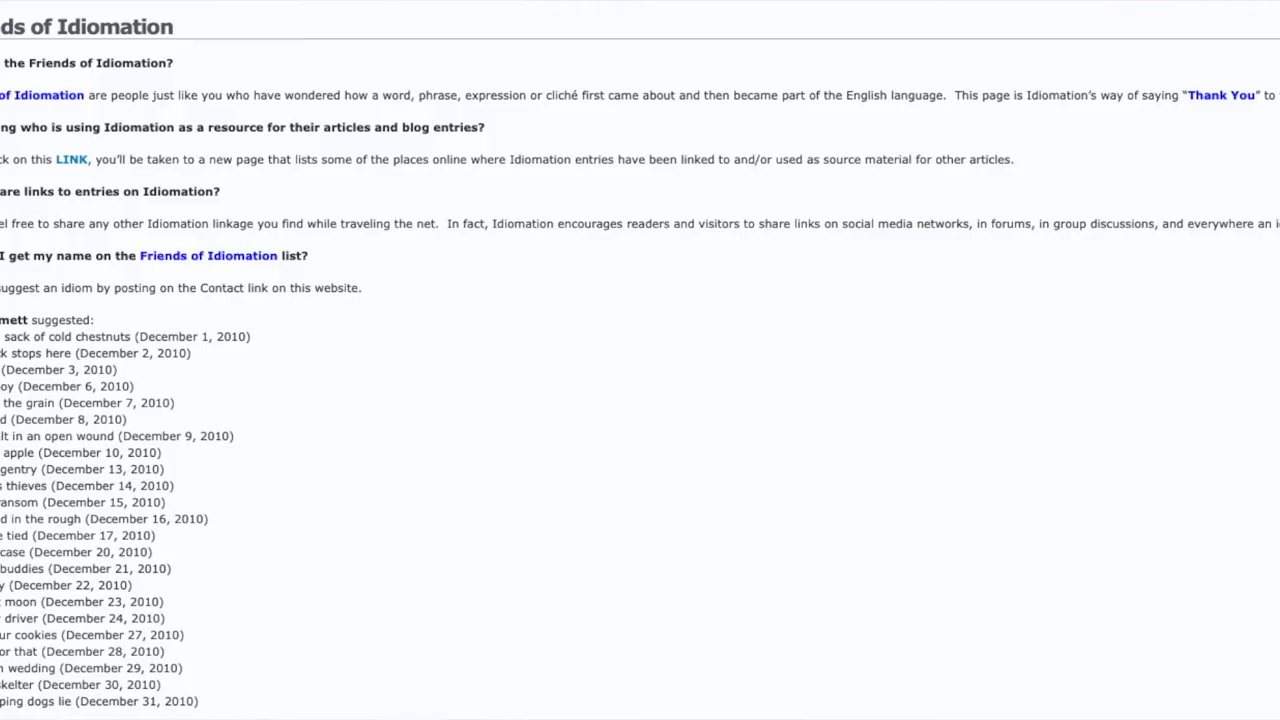 ds of Idiomation
the Friends of Idiomation?
of Idiomation are people just like you who have wondered how a word, phrase, expression or cliché first came about and then became part of the English language.  This page is Idiomation’s way of saying “Thank You” to
ng who is using Idiomation as a resource for their articles and blog entries?
ck on this LINK, you’ll be taken to a new page that lists some of the places online where Idiomation entries have been linked to and/or used as source material for other articles.
are links to entries on Idiomation?
el free to share any other Idiomation linkage you find while traveling the net.  In fact, Idiomation encourages readers and visitors to share links on social media networks, in forums, in group discussions, and everywhere an i
I get my name on the Friends of Idiomation list?
suggest an idiom by posting on the Contact link on this website.
mett suggested:
sack of cold chestnuts (December 1, 2010)
k stops here (December 2, 2010)
(December 3, 2010)
oy (December 6, 2010)
the grain (December 7, 2010)
d (December 8, 2010)
lt in an open wound (December 9, 2010)
apple (December 10, 2010)
gentry (December 13, 2010)
s thieves (December 14, 2010)
ransom (December 15, 2010)
d in the rough (December 16, 2010)
e tied (December 17, 2010)
case (December 20, 2010)
buddies (December 21, 2010)
y (December 22, 2010)
moon (December 23, 2010)
driver (December 24, 2010)
ur cookies (December 27, 2010)
or that (December 28, 2010)
n wedding (December 29, 2010)
skelter (December 30, 2010)
ping dogs lie (December 31, 2010)